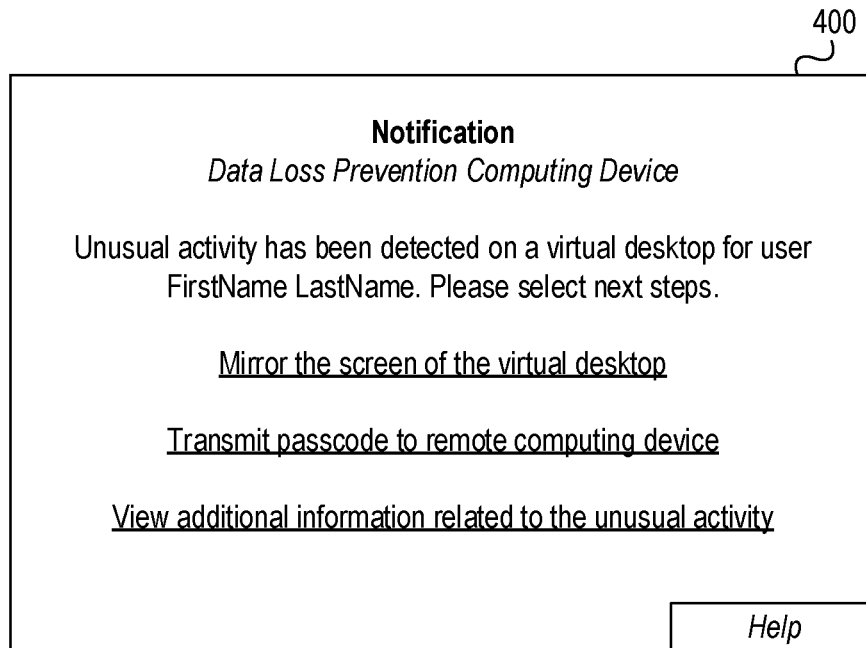 400
Notification
Data Loss Prevention Computing Device
Unusual activity has been detected on a virtual desktop for user
FirstName LastName. Please select next steps.
Mirror the screen of the virtual desktop
Transmit passcode to remote computing device
View additional information related to the unusual activity
Help